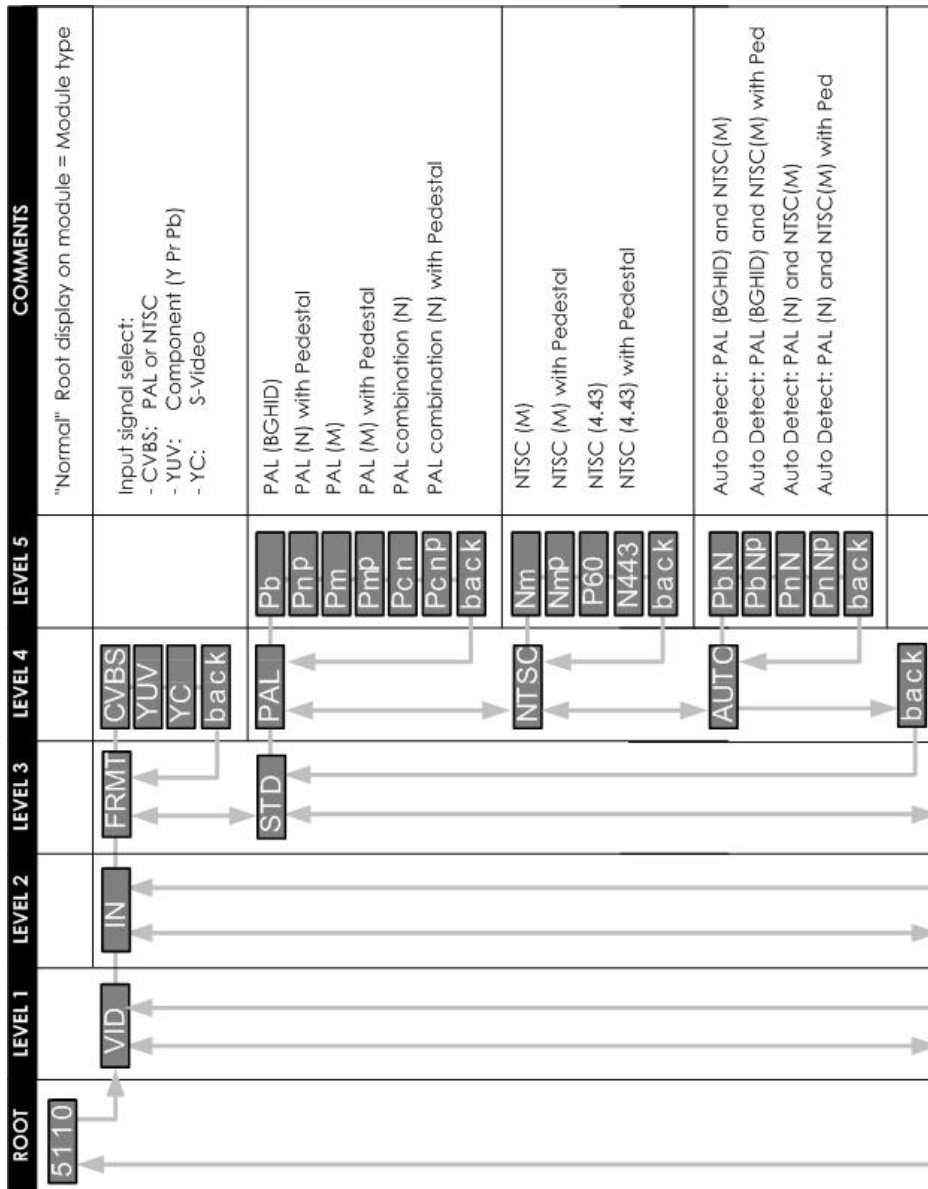 ROOT LEVEL 1 LEVEL 2 LEVEL 3 LEVEL 4 LEVEL 5 COMMENTS
5110 "Normal" Root display on module = Module type
VID IN FRMT CVBS Input signal select:
YUV - CVBS: PAL or NTSC
YC - YUV: Component (Y Pr Pb)
back - YC: S-Video
STD PAL Pb PAL (BGHID)
Pnp PAL (N) with Pedestal
Pm PAL (M)
Pmp PAL (M) with Pedestal
Pcn PAL combination (N)
Pcnp PAL combination (N) with Pedestal
back
NTSC Nm NTSC (M)
Nmp NTSC (M) with Pedestal
P60 NTSC (4.43)
N443 NTSC (4.43) with Pedestal
back
AUTO PbN Auto Detect: PAL (BGHID) and NTSC(M)
PbNp Auto Detect: PAL (BGHID) and NTSC(M) with Ped
PnN Auto Detect: PAL (N) and NTSC(M)
PnNp Auto Detect: PAL (N) and NTSC(M) with Ped
back
back